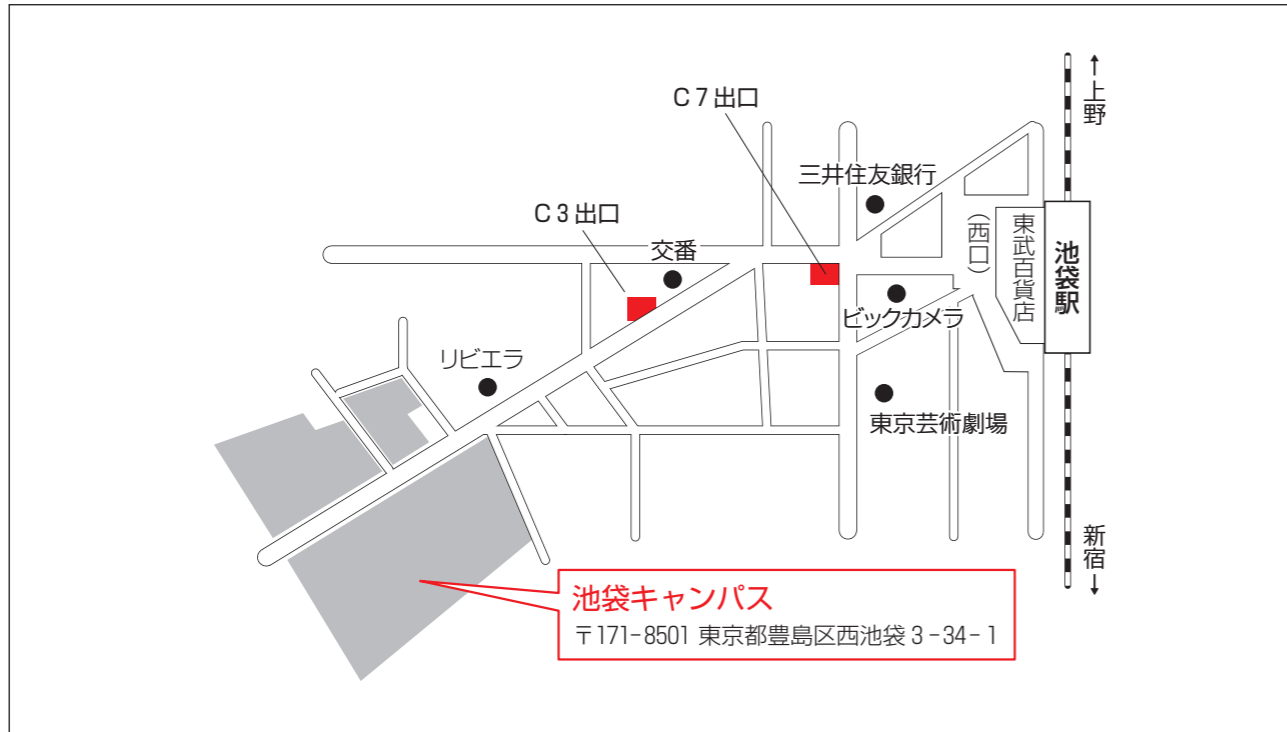 ↑上野
C7出口
三井住友銀行
C3出口
交番
(西口)
東武百貨店
池袋駅
ビックカメラ
リビエラ
東京芸術劇場
新宿↓
池袋キャンパス
〒171-8501 東京都豊島区西池袋3-34-1